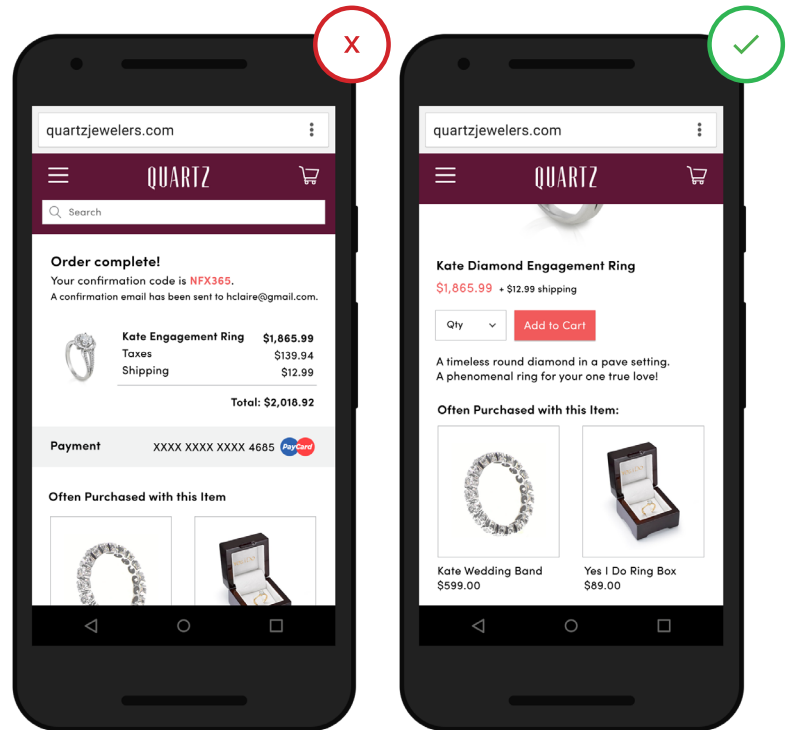 X
quartzjewelers.com
QUARTZ
Search
Order complete!
Your confirmation code is NFX365.
A confirmation email has been sent to hclaire@gmail.com.
Kate Engagement Ring $1,865.99
Taxes $139.94
Shipping $12.99
Total: $2,018.92
Payment XXXX XXXX XXXX 4685 PayCard
Often Purchased with this Item
quartzjewelers.com
QUARTZ
Kate Diamond Engagement Ring
$1,865.99 + $12.99 shipping
Qty Add to Cart
A timeless round diamond in a pave setting.
A phenomenal ring for your one true love!
Often Purchased with this Item:
Kate Wedding Band Yes I Do Ring Box
$599.00 $89.00